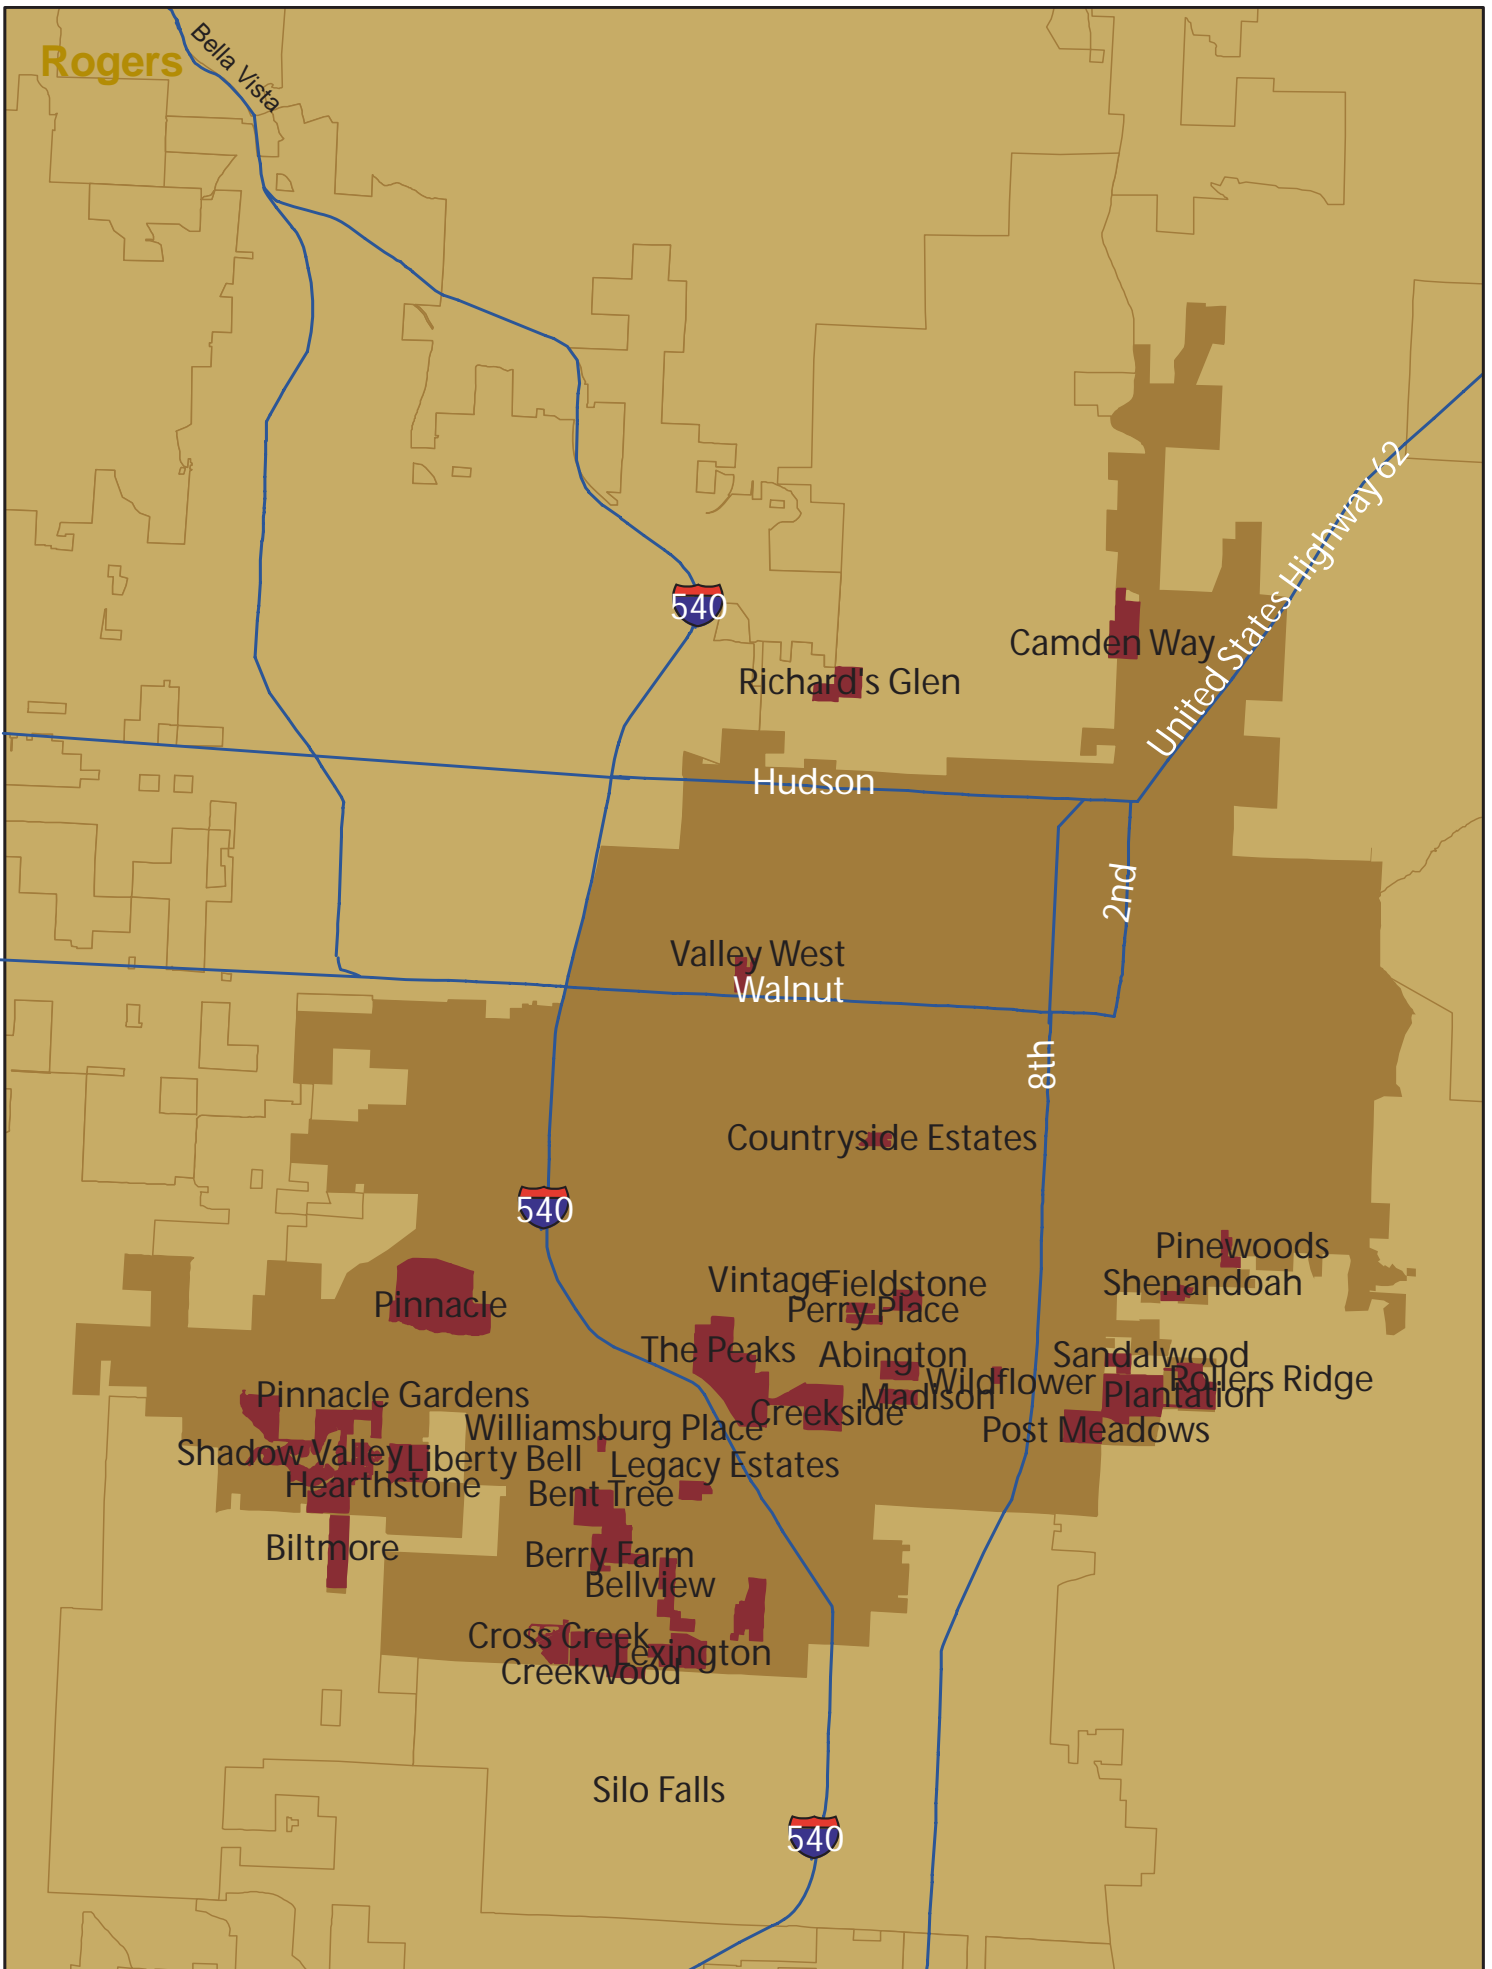 Rogers
Bella Vista
United States Highway 62
540
Camden Way
Richard's Glen
Hudson
2nd
Valley West
Walnut
8th
Countryside Estates
540
Pinewoods
Vintage
Fieldstone
Shenandoah
Pinnacle
Perry Place
The Peaks
Abington
Sandalwood
Wildflower
Rollers Ridge
Pinnacle Gardens
Madison
Plantation
Creekside
Williamsburg Place
Post Meadows
Shadow Valley
Liberty Bell
Legacy Estates
Hearthstone
Bent Tree
Biltmore
Berry Farm
Bellview
Cross Creek
Lexington
Creekwood
Silo Falls
540